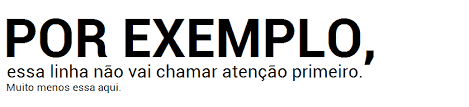 POR EXEMPLO,
essa linha não vai chamar atenção primeiro.
Muito menos essa aqui.